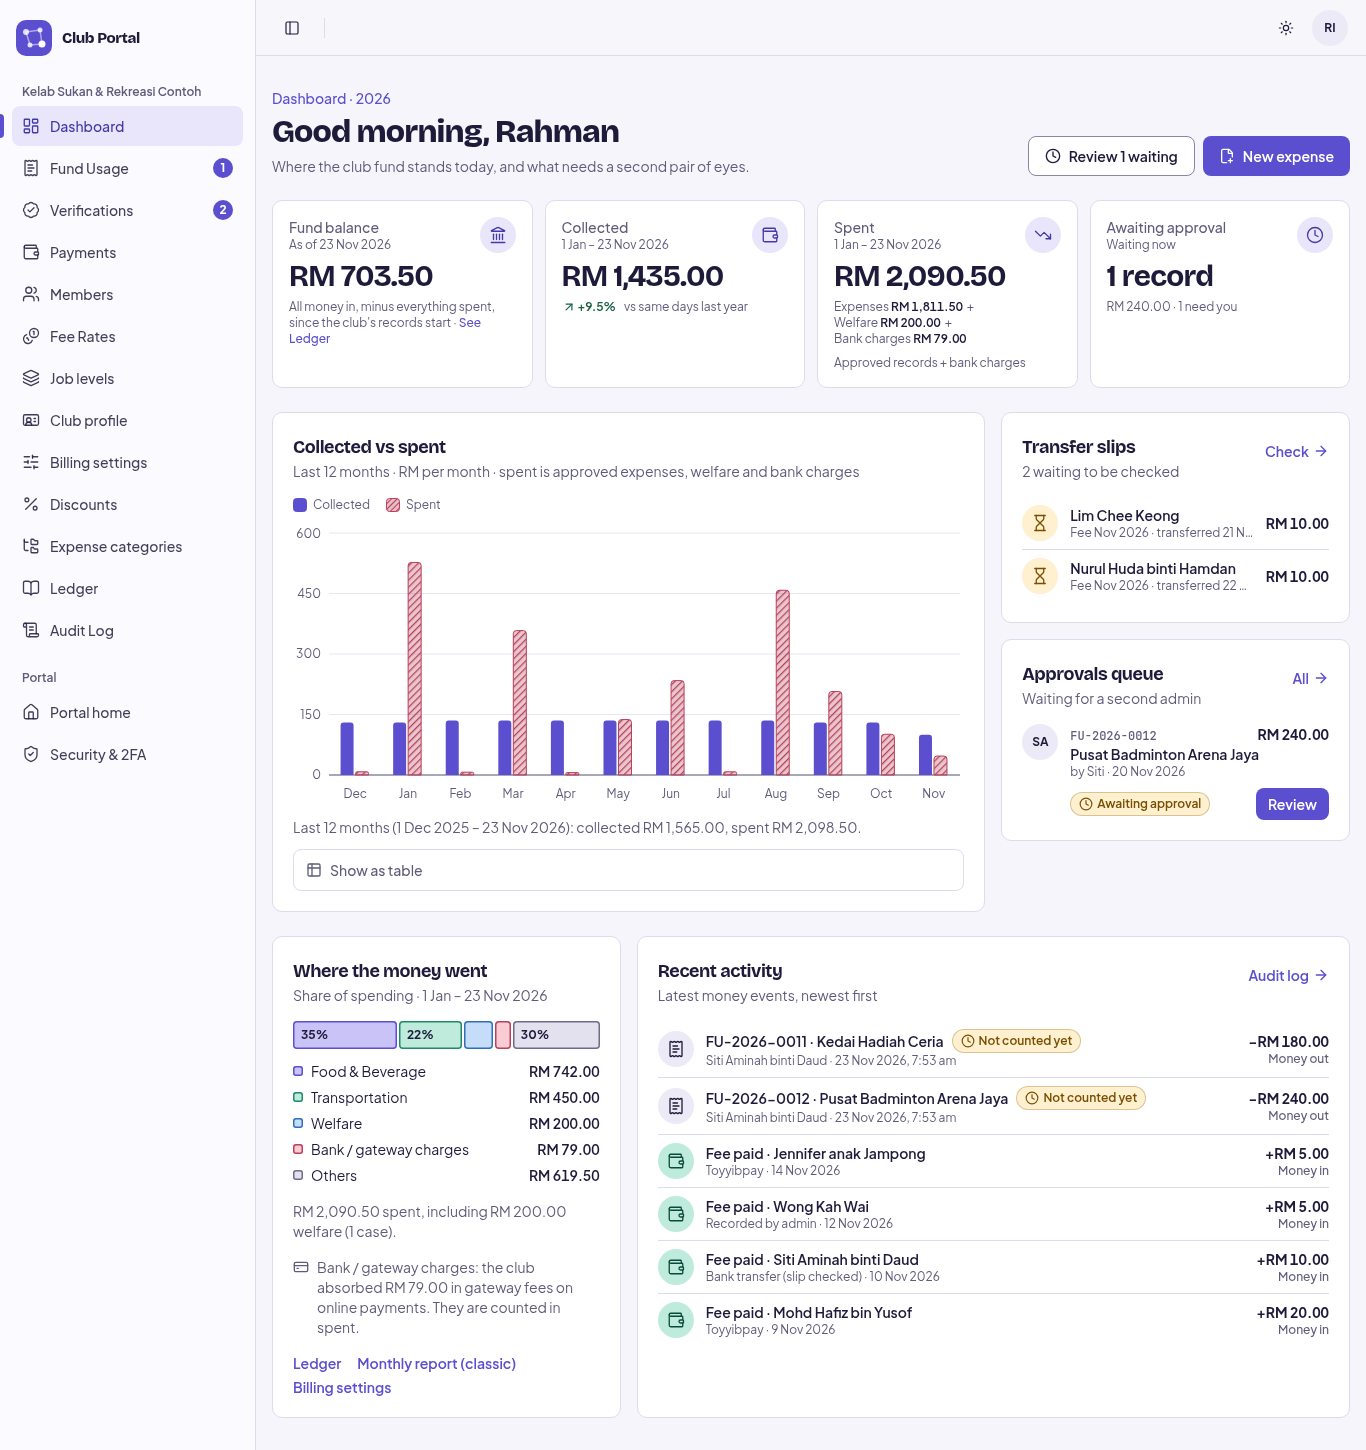 Club Portal
RI
Kelab Sukan & Rekreasi Contoh
Dashboard
Fund Usage 1
Verifications 2
Payments
Members
Fee Rates
Job levels
Club profile
Billing settings
Discounts
Expense categories
Ledger
Audit Log
Portal
Portal home
Security & 2FA
Dashboard · 2026
Good morning, Rahman
Where the club fund stands today, and what needs a second pair of eyes.
Review 1 waiting
New expense
Fund balance
As of 23 Nov 2026
RM 703.50
All money in, minus everything spent,
since the club's records start · See
Ledger
Collected
1 Jan – 23 Nov 2026
RM 1,435.00
+9.5% vs same days last year
Spent
1 Jan – 23 Nov 2026
RM 2,090.50
Expenses RM 1,811.50 +
Welfare RM 200.00 +
Bank charges RM 79.00
Approved records + bank charges
Awaiting approval
Waiting now
1 record
RM 240.00 · 1 need you
Collected vs spent
Last 12 months · RM per month · spent is approved expenses, welfare and bank charges
Collected Spent
600
450
300
150
0
Dec Jan Feb Mar Apr May Jun Jul Aug Sep Oct Nov
Last 12 months (1 Dec 2025 – 23 Nov 2026): collected RM 1,565.00, spent RM 2,098.50.
Show as table
Transfer slips
Check
2 waiting to be checked
Lim Chee Keong
Fee Nov 2026 · transferred 21 N...
RM 10.00
Nurul Huda binti Hamdan
Fee Nov 2026 · transferred 22 ...
RM 10.00
Approvals queue
All
Waiting for a second admin
SA
FU-2026-0012
RM 240.00
Pusat Badminton Arena Jaya
by Siti · 20 Nov 2026
Awaiting approval
Review
Where the money went
Share of spending · 1 Jan – 23 Nov 2026
35% 22% 30%
Food & Beverage RM 742.00
Transportation RM 450.00
Welfare RM 200.00
Bank / gateway charges RM 79.00
Others RM 619.50
RM 2,090.50 spent, including RM 200.00
welfare (1 case).
Bank / gateway charges: the club
absorbed RM 79.00 in gateway fees on
online payments. They are counted in
spent.
Ledger Monthly report (classic)
Billing settings
Recent activity
Audit log
Latest money events, newest first
FU-2026-0011 · Kedai Hadiah Ceria Not counted yet
Siti Aminah binti Daud · 23 Nov 2026, 7:53 am
−RM 180.00
Money out
FU-2026-0012 · Pusat Badminton Arena Jaya Not counted yet
Siti Aminah binti Daud · 23 Nov 2026, 7:53 am
−RM 240.00
Money out
Fee paid · Jennifer anak Jampong
Toyyibpay · 14 Nov 2026
+RM 5.00
Money in
Fee paid · Wong Kah Wai
Recorded by admin · 12 Nov 2026
+RM 5.00
Money in
Fee paid · Siti Aminah binti Daud
Bank transfer (slip checked) · 10 Nov 2026
+RM 10.00
Money in
Fee paid · Mohd Hafiz bin Yusof
Toyyibpay · 9 Nov 2026
+RM 20.00
Money in